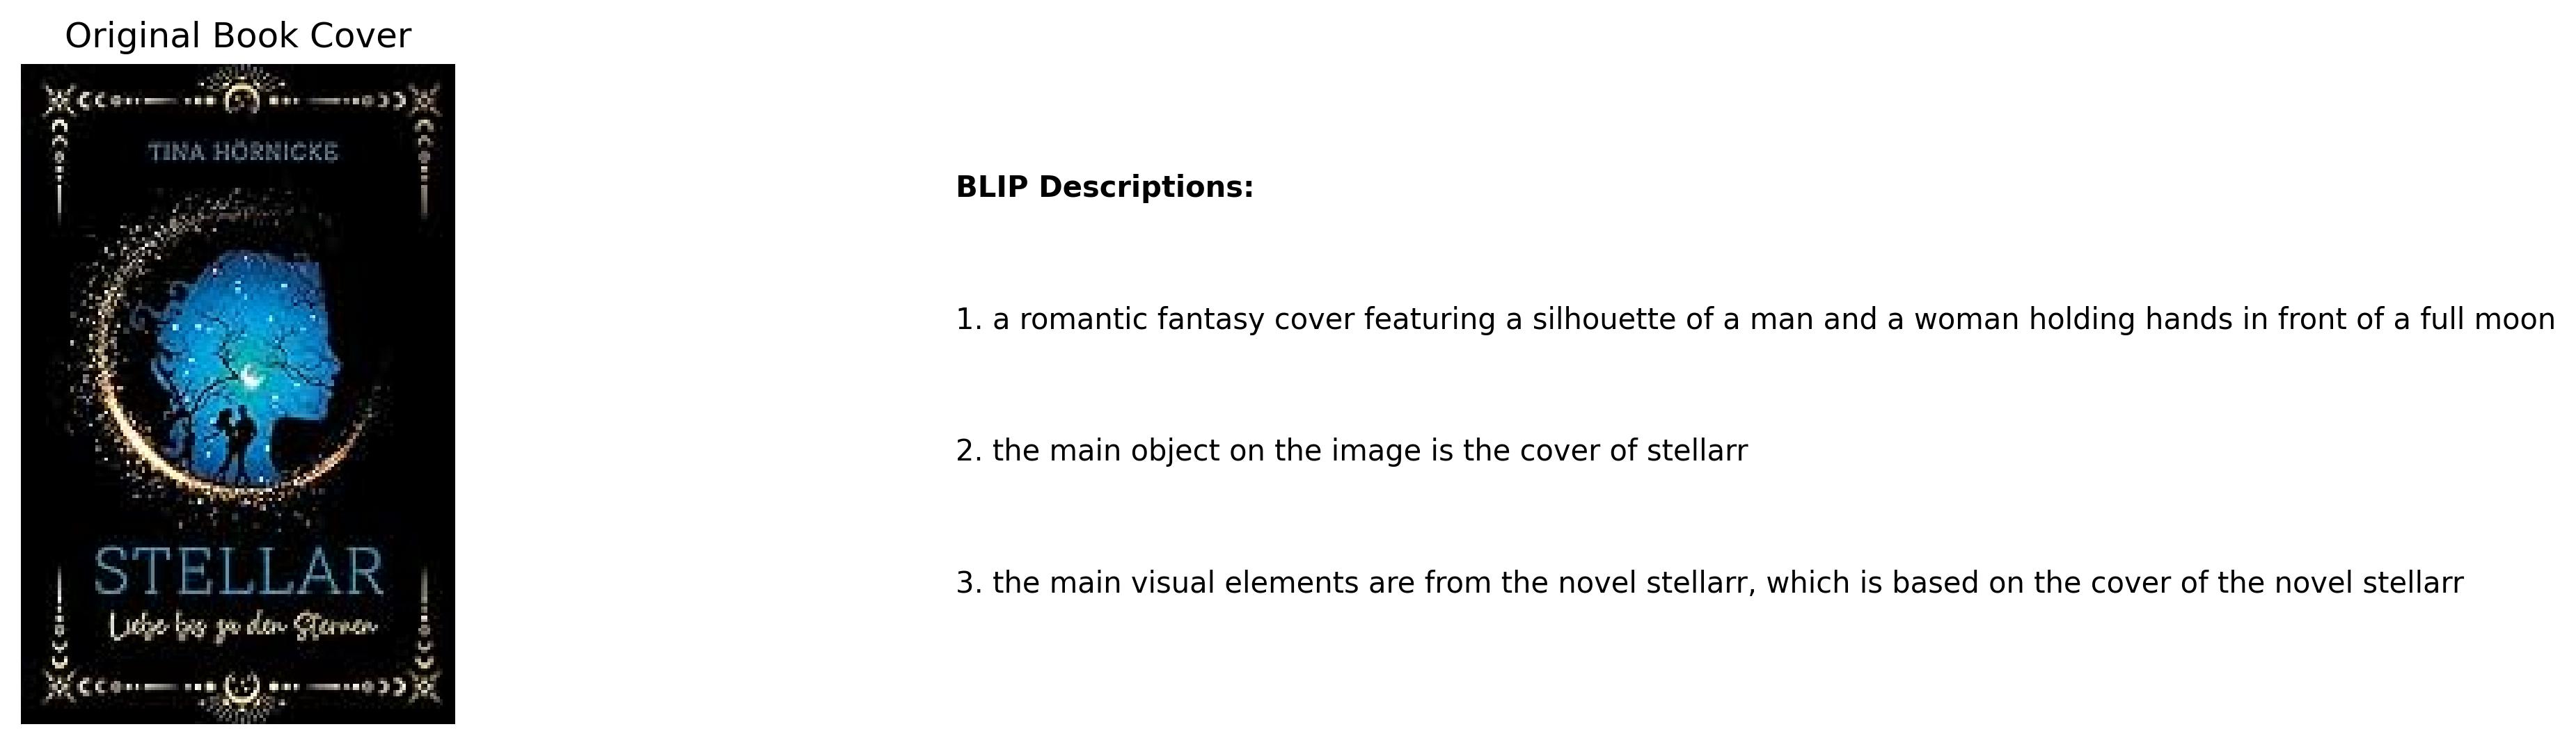 Original Book Cover
TINA HÖRNICKE
STELLAR
Liebe bis zu den Sternen
BLIP Descriptions:
1. a romantic fantasy cover featuring a silhouette of a man and a woman holding hands in front of a full moon
2. the main object on the image is the cover of stellarr
3. the main visual elements are from the novel stellarr, which is based on the cover of the novel stellarr